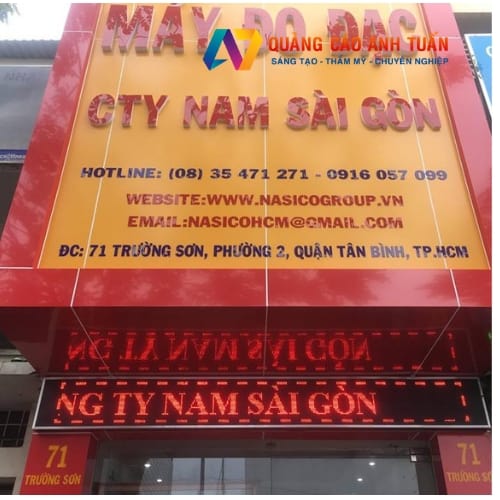 MÁY ĐO ĐẠC
QUẢNG CÁO ANH TUẤN
SÁNG TẠO - THẨM MỸ - CHUYÊN NGHIỆP
CTY NAM SÀI GÒN
HOTLINE: (08) 35 471 271 - 0916 057 099
WEBSITE:WWW.NASICOGROUP.VN
EMAIL:NASICOHCM@GMAIL.COM
ĐC: 71 TRƯỜNG SƠN, PHƯỜNG 2, QUẬN TÂN BÌNH, TP.HCM
NG TY NAM SÀI GÒN
NG TY NAM SÀI GÒN
71
TRƯỜNG SƠN
71
TRƯỜNG SƠN